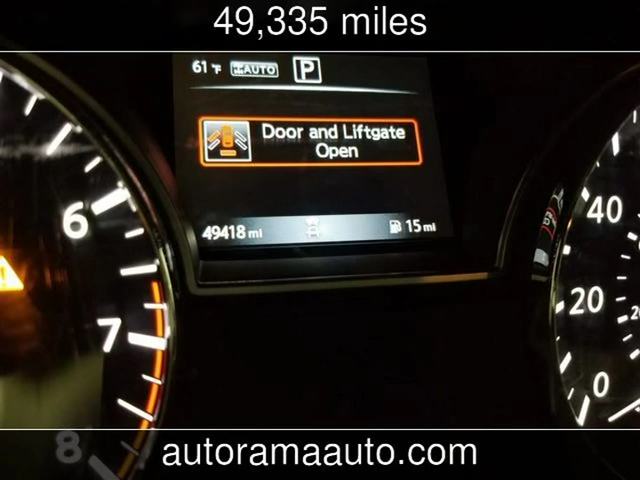 49,335 miles
61 °F AUTO P
Door and Liftgate
Open
49418 mi 15 mi
6
7
8
40
20
0
autoramaauto.com